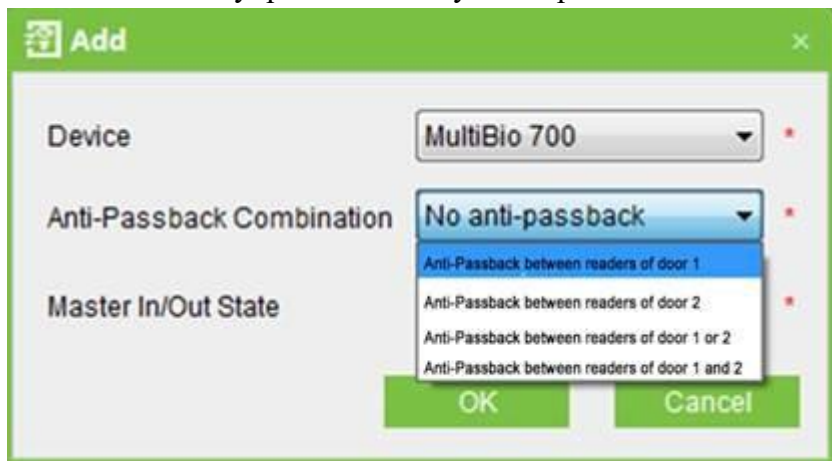 Add
Device MultiBio 700 *
Anti-Passback Combination No anti-passback *
Anti-Passback between readers of door 1
Anti-Passback between readers of door 2
Master In/Out State *
Anti-Passback between readers of door 1 or 2
Anti-Passback between readers of door 1 and 2
OK Cancel